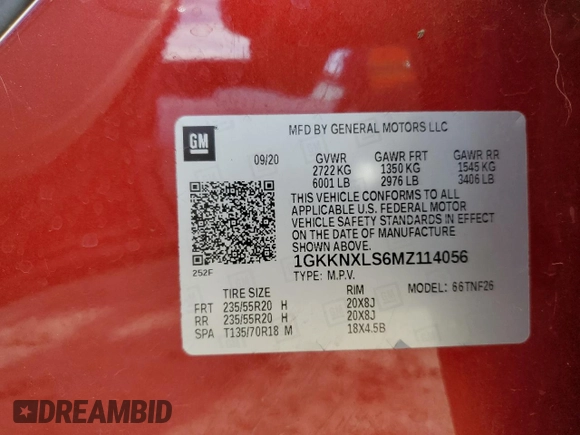 GM
MFD BY GENERAL MOTORS LLC
09/20 GVWR GAWR FRT GAWR RR
2722 KG 1350 KG 1545 KG
6001 LB 2976 LB 3406 LB
THIS VEHICLE CONFORMS TO ALL
APPLICABLE U.S. FEDERAL MOTOR
VEHICLE SAFETY STANDARDS IN EFFECT
ON THE DATE OF MANUFACTURE
SHOWN ABOVE.
1GKKNXLS6MZ114056
252F
TYPE: M.P.V.
MODEL: 66TNF26
TIRE SIZE RIM
FRT 235/55R20 H 20X8J
RR 235/55R20 H 20X8J
SPA T135/70R18 M 18X4.5B
DREAMBID